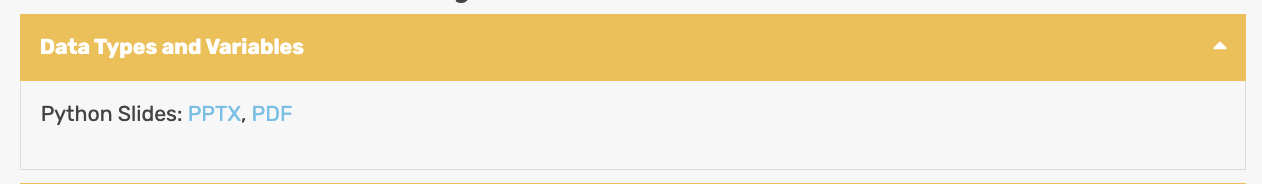 Data Types and Variables
Python Slides: PPTX, PDF